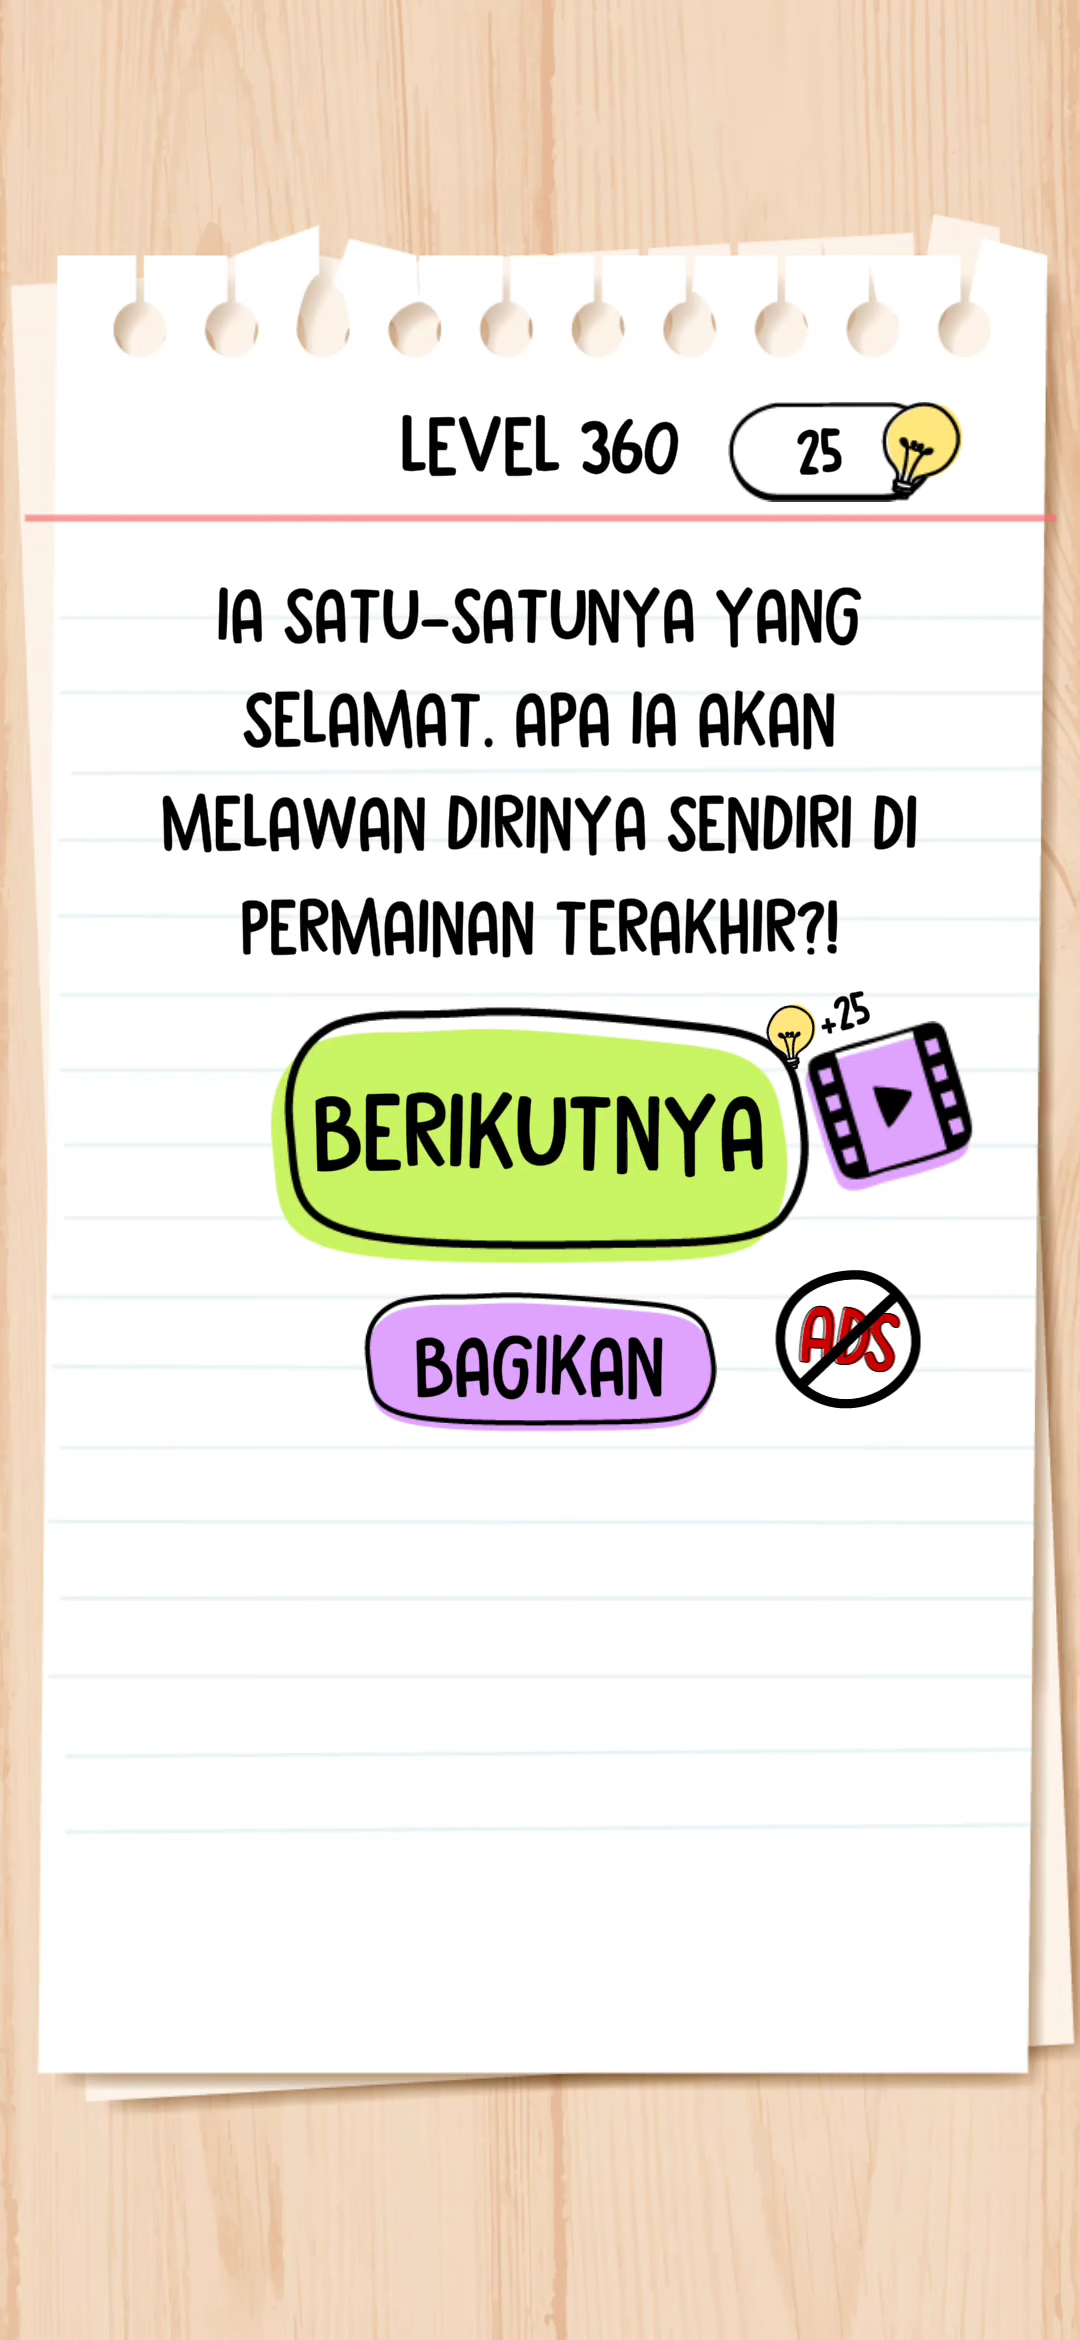 LEVEL 360
25
IA SATU-SATUNYA YANG
SELAMAT. APA IA AKAN
MELAWAN DIRINYA SENDIRI DI
PERMAINAN TERAKHIR?!
+25
BERIKUTNYA
BAGIKAN
ADS